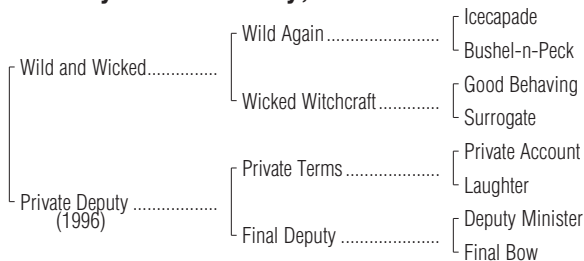 Icecapade
Wild Again
Bushel-n-Peck
Wild and Wicked
Good Behaving
Wicked Witchcraft
Surrogate
Private Account
Private Terms
Laughter
Private Deputy
(1996)
Deputy Minister
Final Deputy
Final Bow